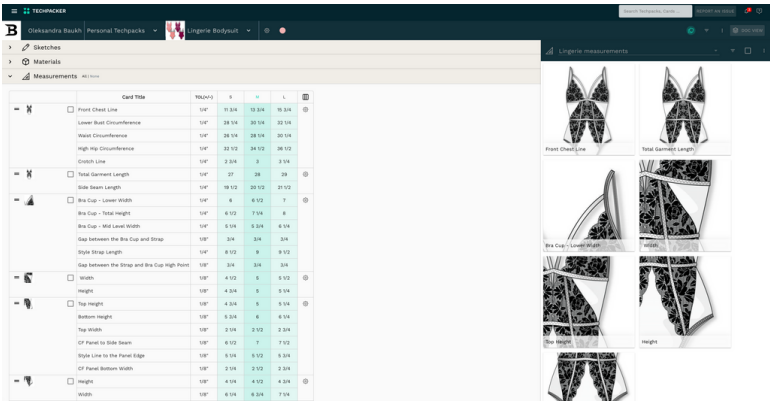 TECHPACKER
Search Techpacks, Cards ...
REPORT AN ISSUE
B
Oleksandra Baukh
Personal Techpacks
Lingerie Bodysuit
Sketches
Materials
Measurements
Lingerie measurements
Card Title TOL(+/-) S M L
Front Chest Line 1/4" 11 3/4 13 3/4 15 3/4
Lower Bust Circumference 1/4" 28 1/4 30 1/4 32 1/4
Waist Circumference 1/4" 26 1/4 28 1/4 30 1/4
High Hip Circumference 1/4" 32 1/2 34 1/2 36 1/2
Crotch Line 1/4" 2 3/4 3 3 1/4
Total Garment Length 1/4" 27 28 29
Side Seam Length 1/4" 19 1/2 20 1/2 21 1/2
Bra Cup - Lower Width 1/4" 6 6 1/2 7
Bra Cup - Total Height 1/4" 6 1/2 7 1/4 8
Bra Cup - Mid Level Width 1/4" 5 1/4 5 3/4 6 1/4
Gap between the Bra Cup and Strap 1/8" 3/4 3/4 3/4
Style Strap Length 1/4" 8 1/2 9 9 1/2
Gap between the Strap and Bra Cup High Point 1/8" 3/4 3/4 3/4
Width 1/8" 4 1/2 5 5 1/2
Height 1/8" 4 3/4 5 5 1/4
Top Height 1/8" 4 3/4 5 5 1/4
Bottom Height 1/8" 5 3/4 6 6 1/4
Top Width 1/8" 2 1/4 2 1/2 2 3/4
CF Panel to Side Seam 1/8" 6 1/2 7 7 1/2
Style Line to the Panel Edge 1/8" 5 1/4 5 1/2 5 3/4
CF Panel Bottom Width 1/8" 2 1/4 2 1/2 2 3/4
Height 1/8" 4 1/4 4 1/2 4 3/4
Width 1/8" 6 1/4 6 3/4 7 1/4
Front Chest Line
Total Garment Length
Bra Cup - Lower Width
Width
Top Height
Height